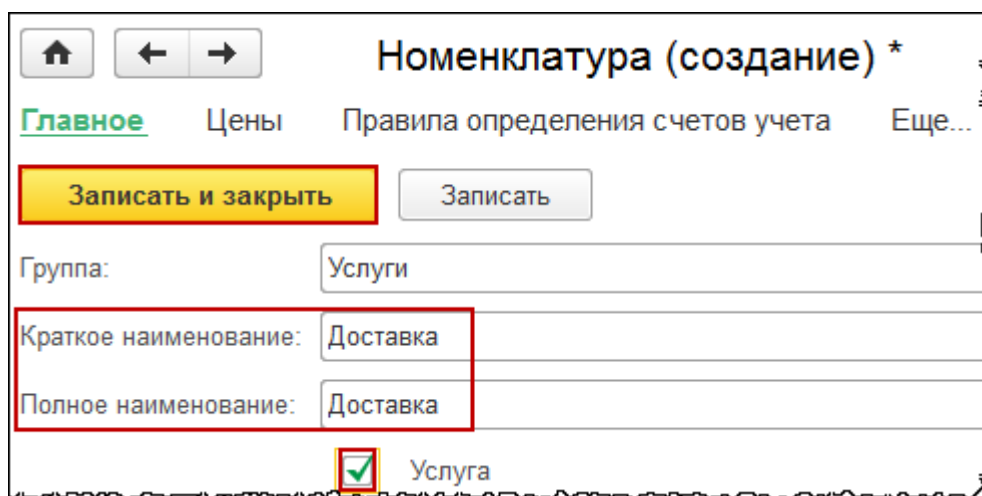 Номенклатура (создание) *
Главное Цены Правила определения счетов учета Еще...
Записать и закрыть Записать
Группа: Услуги
Краткое наименование: Доставка
Полное наименование: Доставка
Услуга